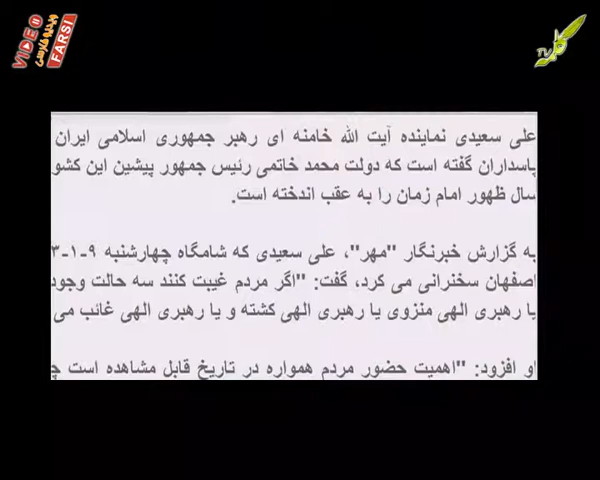 VIDEO
ویدیو فارسی
FARSI
TV
علی سعیدی نماینده آیت الله خامنه ای رهبر جمهوری اسلامی ایران
پاسداران گفته است که دولت محمد خاتمی رئیس جمهور پیشین این کشو
سال ظهور امام زمان را به عقب اندخته است.
به گزارش خبرنگار "مهر"، علی سعیدی که شامگاه چهارشنبه ۹-۱-۳
اصفهان سخنرانی می کرد، گفت: "اگر مردم غیبت کنند سه حالت وجود
یا رهبری الهی منزوی یا رهبری الهی کشته و یا رهبری الهی غائب می
او افزود: "اهمیت حضور مردم همواره در تاریخ قابل مشاهده است چ